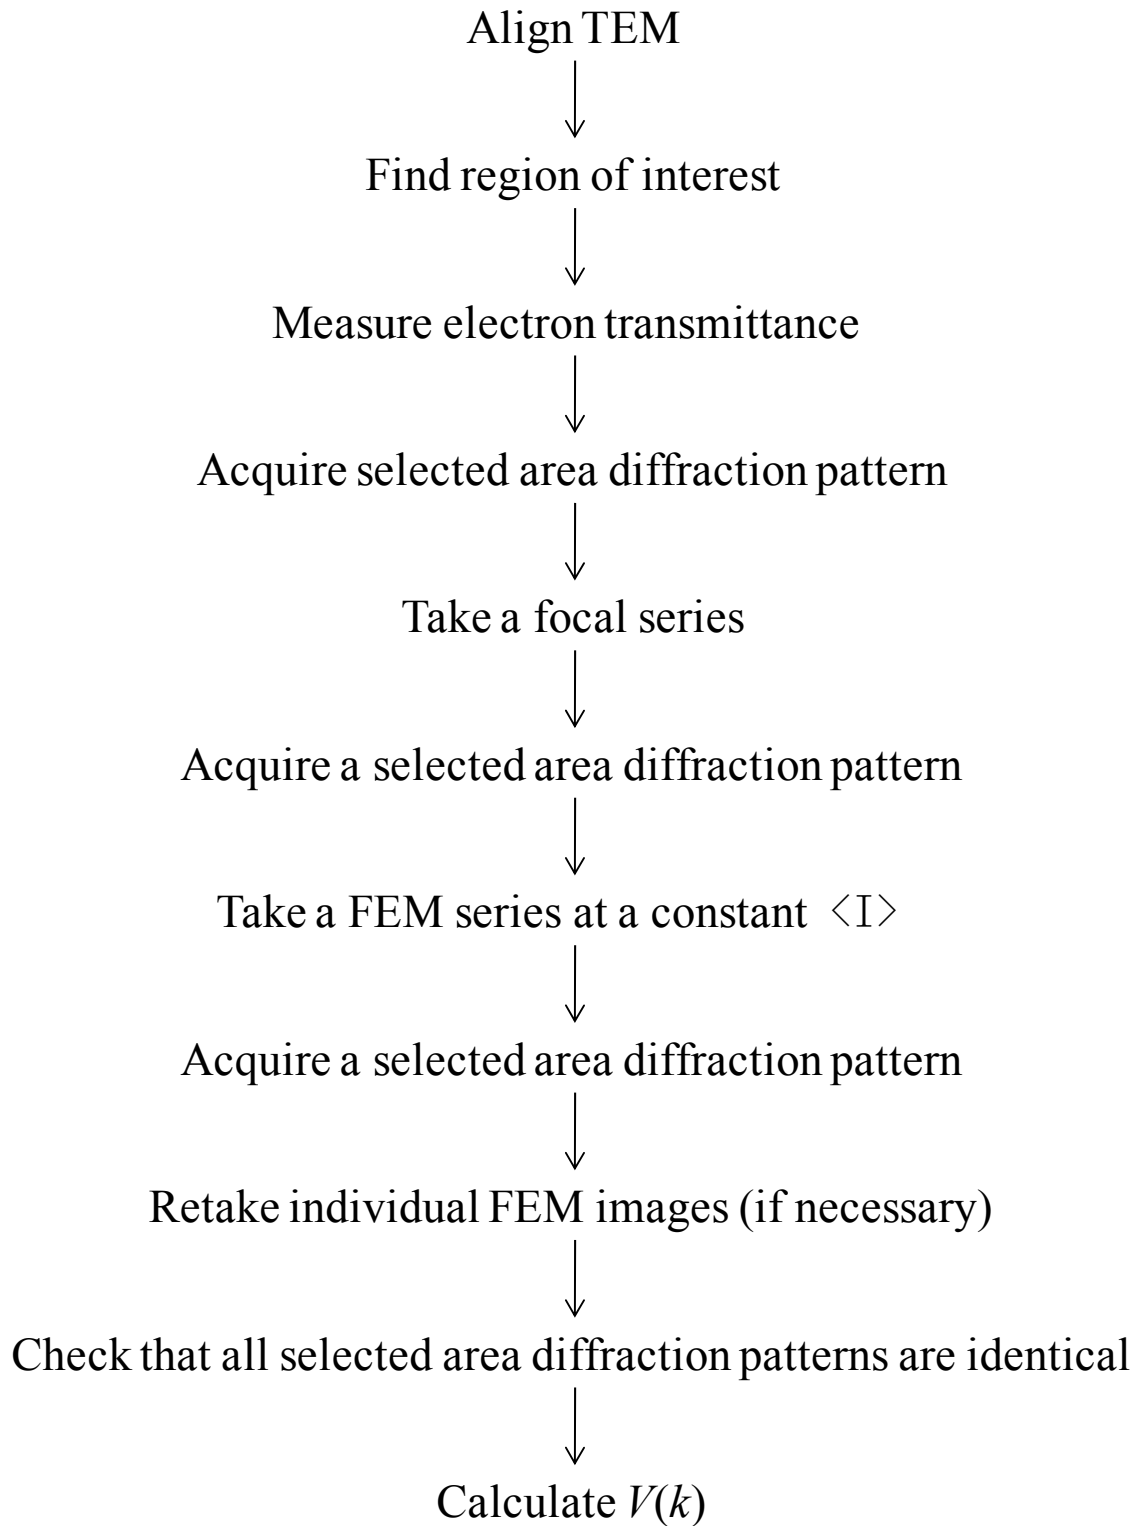 Align TEM
Find region of interest
Measure electron transmittance
Acquire selected area diffraction pattern
Take a focal series
Acquire a selected area diffraction pattern
Take a FEM series at a constant <I>
Acquire a selected area diffraction pattern
Retake individual FEM images (if necessary)
Check that all selected area diffraction patterns are identical
Calculate V(k)